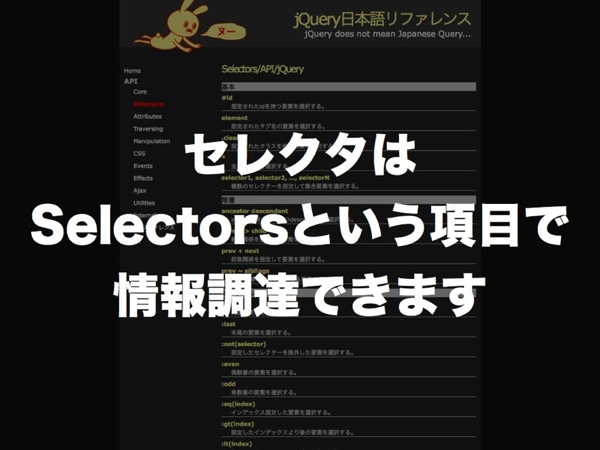 jQuery日本語リファレンス
jQuery does not mean Japanese Query...
ヌー
Home
API
Core
Selectors
Attributes
Traversing
Manipulation
CSS
Events
Effects
Ajax
Utilities
Selectors/API/jQuery
基本
#id
指定されたidを持つ要素を選択する。
element
指定されたタグ名の要素を選択する。
セレクタは
Selectorsという項目で
情報調達できます
selector1, selector2, ..., selectorN
複数のセレクターを指定して集合要素を選択する。
ancestor descendant
prev + next
前後関係を指定して要素を選択する。
prev ~ siblings
:last
末尾の要素を選択する。
:not(selector)
指定したセレクターを除外した要素を選択する。
:even
偶数番の要素を選択する。
:odd
奇数番の要素を選択する。
:eq(index)
インデックス指定した要素を選択する。
:gt(index)
指定したインデックスより後の要素を選択する。
:lt(index)